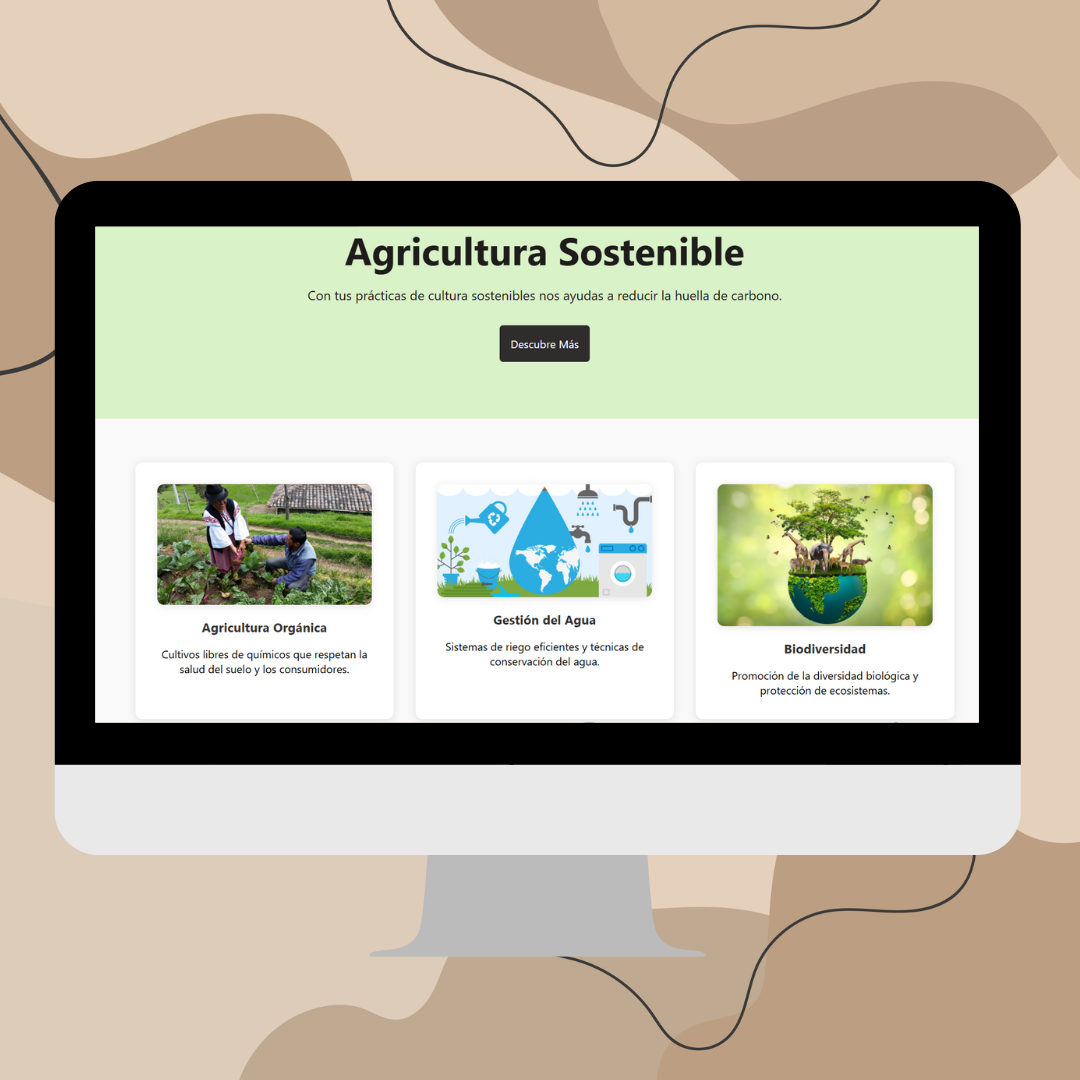 Agricultura Sostenible
Con tus prácticas de cultura sostenibles nos ayudas a reducir la huella de carbono.
Descubre Más
Agricultura Orgánica
Cultivos libres de químicos que respetan la
salud del suelo y los consumidores.
Gestión del Agua
Sistemas de riego eficientes y técnicas de
conservación del agua.
Biodiversidad
Promoción de la diversidad biológica y
protección de ecosistemas.